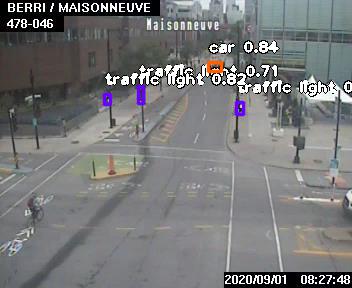 BERRI / MAISONNEUVE
478-046
Maisonneuve
car 0.84
traffic light 0.71
traffic light 0.82
traffic light 0
2020/09/01 08:27:48